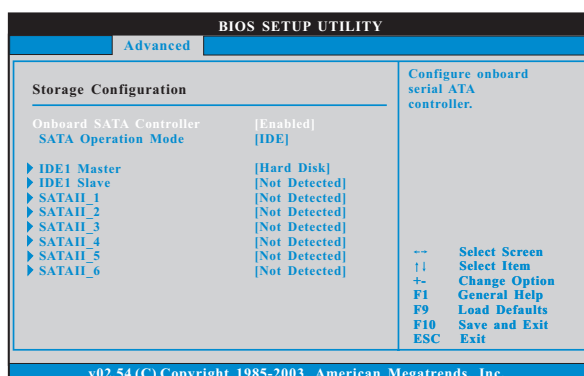 BIOS SETUP UTILITY
Advanced
Storage Configuration
Onboard SATA Controller [Enabled]
SATA Operation Mode [IDE]
IDE1 Master [Hard Disk]
IDE1 Slave [Not Detected]
SATAII_1 [Not Detected]
SATAII_2 [Not Detected]
SATAII_3 [Not Detected]
SATAII_4 [Not Detected]
SATAII_5 [Not Detected]
SATAII_6 [Not Detected]
Configure onboard
serial ATA
controller.
←→ Select Screen
↑↓ Select Item
+- Change Option
F1 General Help
F9 Load Defaults
F10 Save and Exit
ESC Exit
v02.54 (C) Copyright 1985-2003, American Megatrends, Inc.